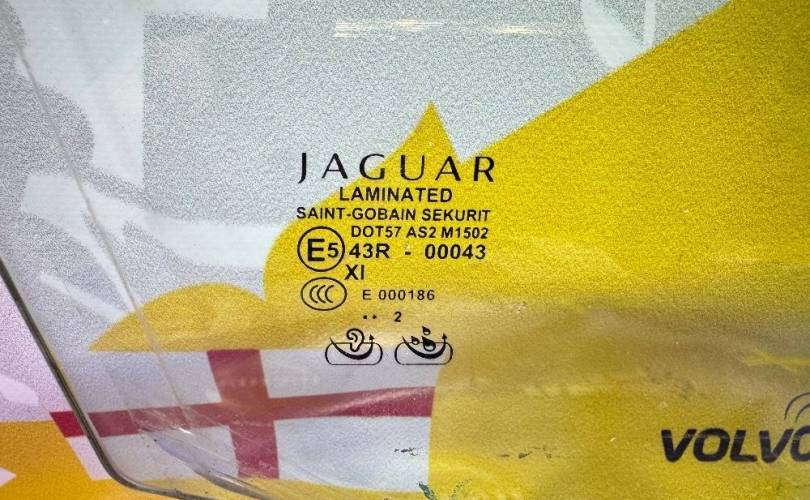 JAGUAR
LAMINATED
SAINT-GOBAIN SEKURIT
DOT57 AS2 M1502
E5 43R - 00043
XI
CCC E 000186
.. 2
VOLVO